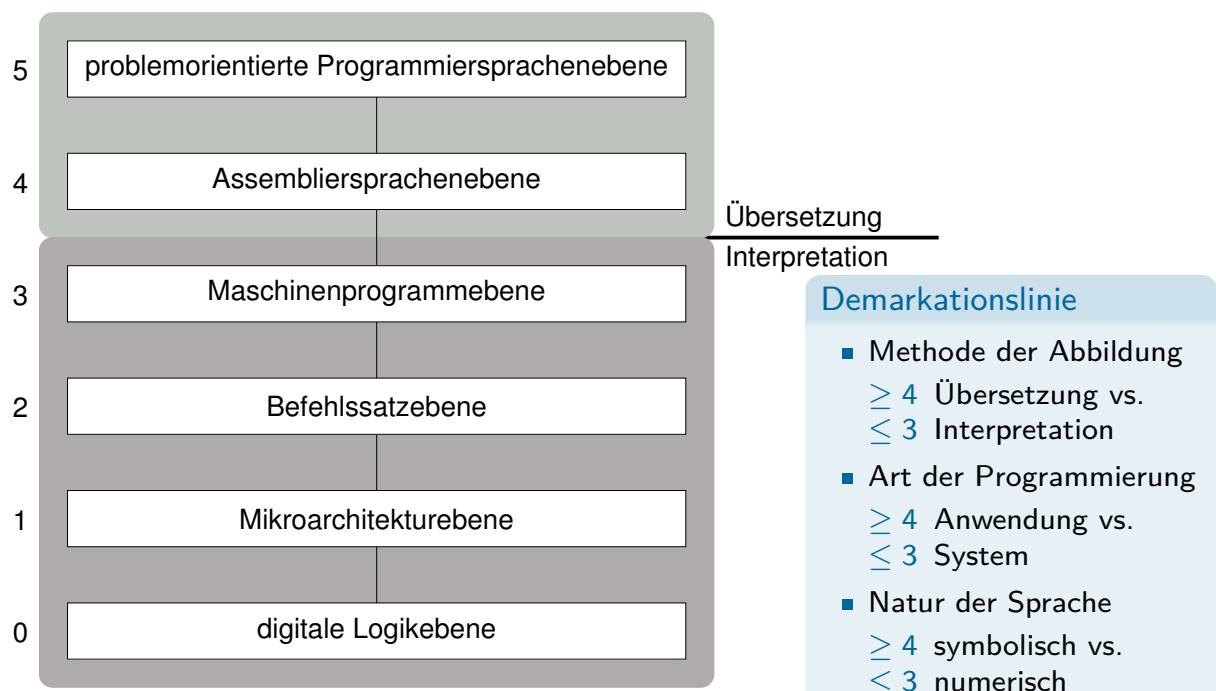 5 problemorientierte Programmiersprachenebene
4 Assembliersprachenebene
Übersetzung
Interpretation
3 Maschinenprogrammebene
2 Befehlssatzebene
1 Mikroarchitekturebene
0 digitale Logikebene
Demarkationslinie
Methode der Abbildung
≥ 4 Übersetzung vs.
≤ 3 Interpretation
Art der Programmierung
≥ 4 Anwendung vs.
≤ 3 System
Natur der Sprache
≥ 4 symbolisch vs.
≤ 3 numerisch